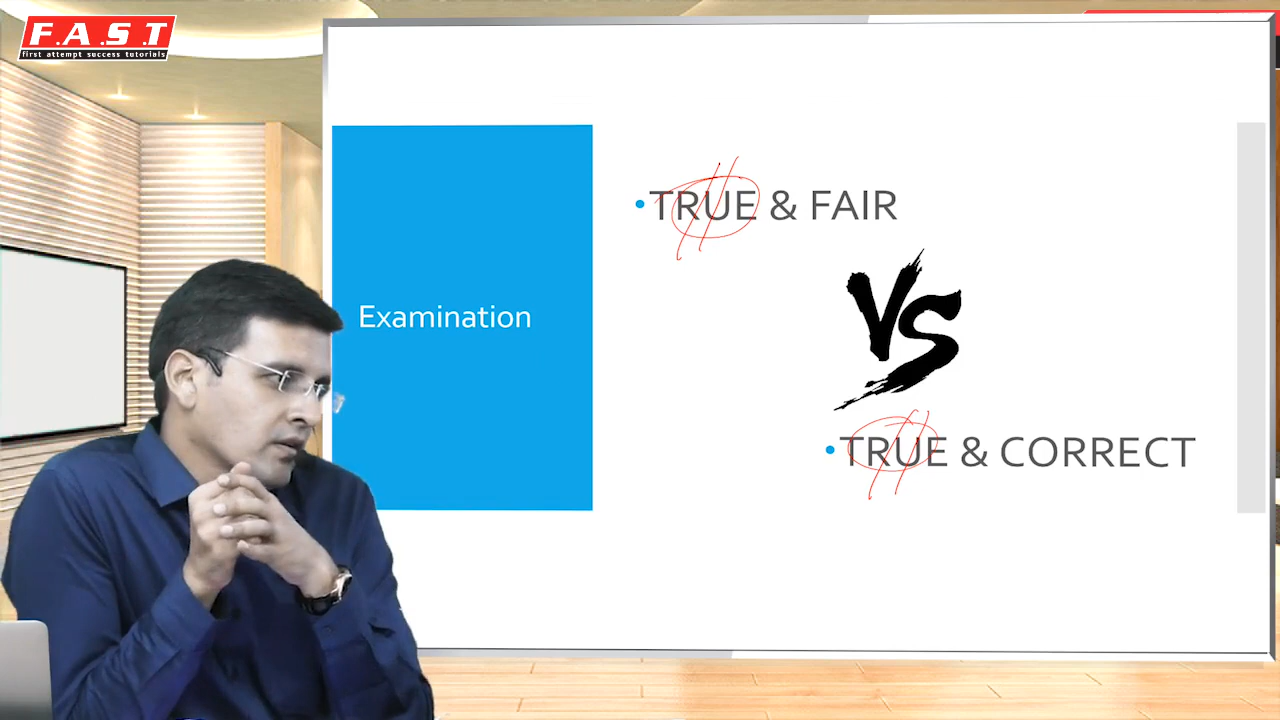 F.A.S.T
first attempt success tutorials
Examination
•TRUE & FAIR
VS
•TRUE & CORRECT